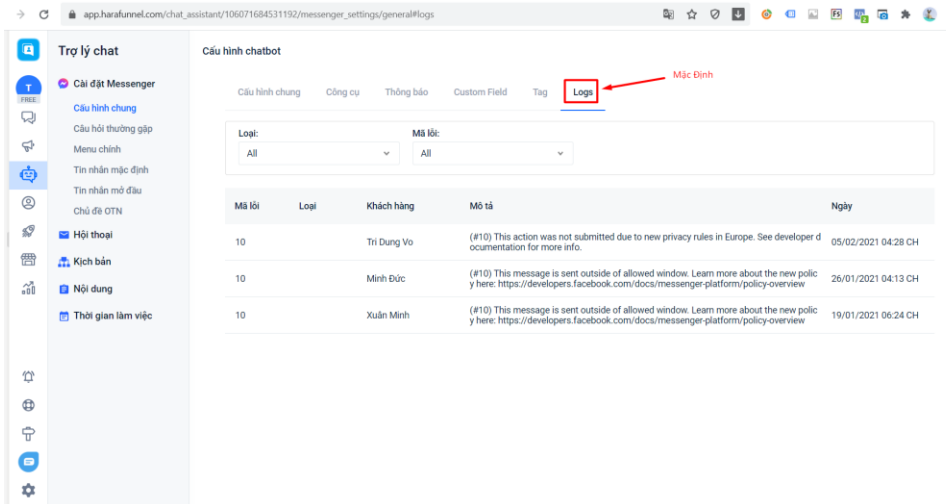 app.harafunnel.com/chat_assistant/106071684531192/messenger_settings/general#logs
T
FREE
Trợ lý chat
Cài đặt Messenger
Cấu hình chung
Câu hỏi thường gặp
Menu chính
Tin nhắn mặc định
Tin nhắn mở đầu
Chủ đề OTN
Hội thoại
Kịch bản
Nội dung
Thời gian làm việc
Cấu hình chatbot
Mặc Định
Cấu hình chung Công cụ Thông báo Custom Field Tag Logs
Loại: Mã lỗi:
All All
Mã lỗi Loại Khách hàng Mô tả Ngày
10 Tri Dung Vo (#10) This action was not submitted due to new privacy rules in Europe. See developer d 05/02/2021 04:28 CH
ocumentation for more info.
10 Minh Đức (#10) This message is sent outside of allowed window. Learn more about the new polic 26/01/2021 04:13 CH
y here: https://developers.facebook.com/docs/messenger-platform/policy-overview
10 Xuân Minh (#10) This message is sent outside of allowed window. Learn more about the new polic 19/01/2021 06:24 CH
y here: https://developers.facebook.com/docs/messenger-platform/policy-overview